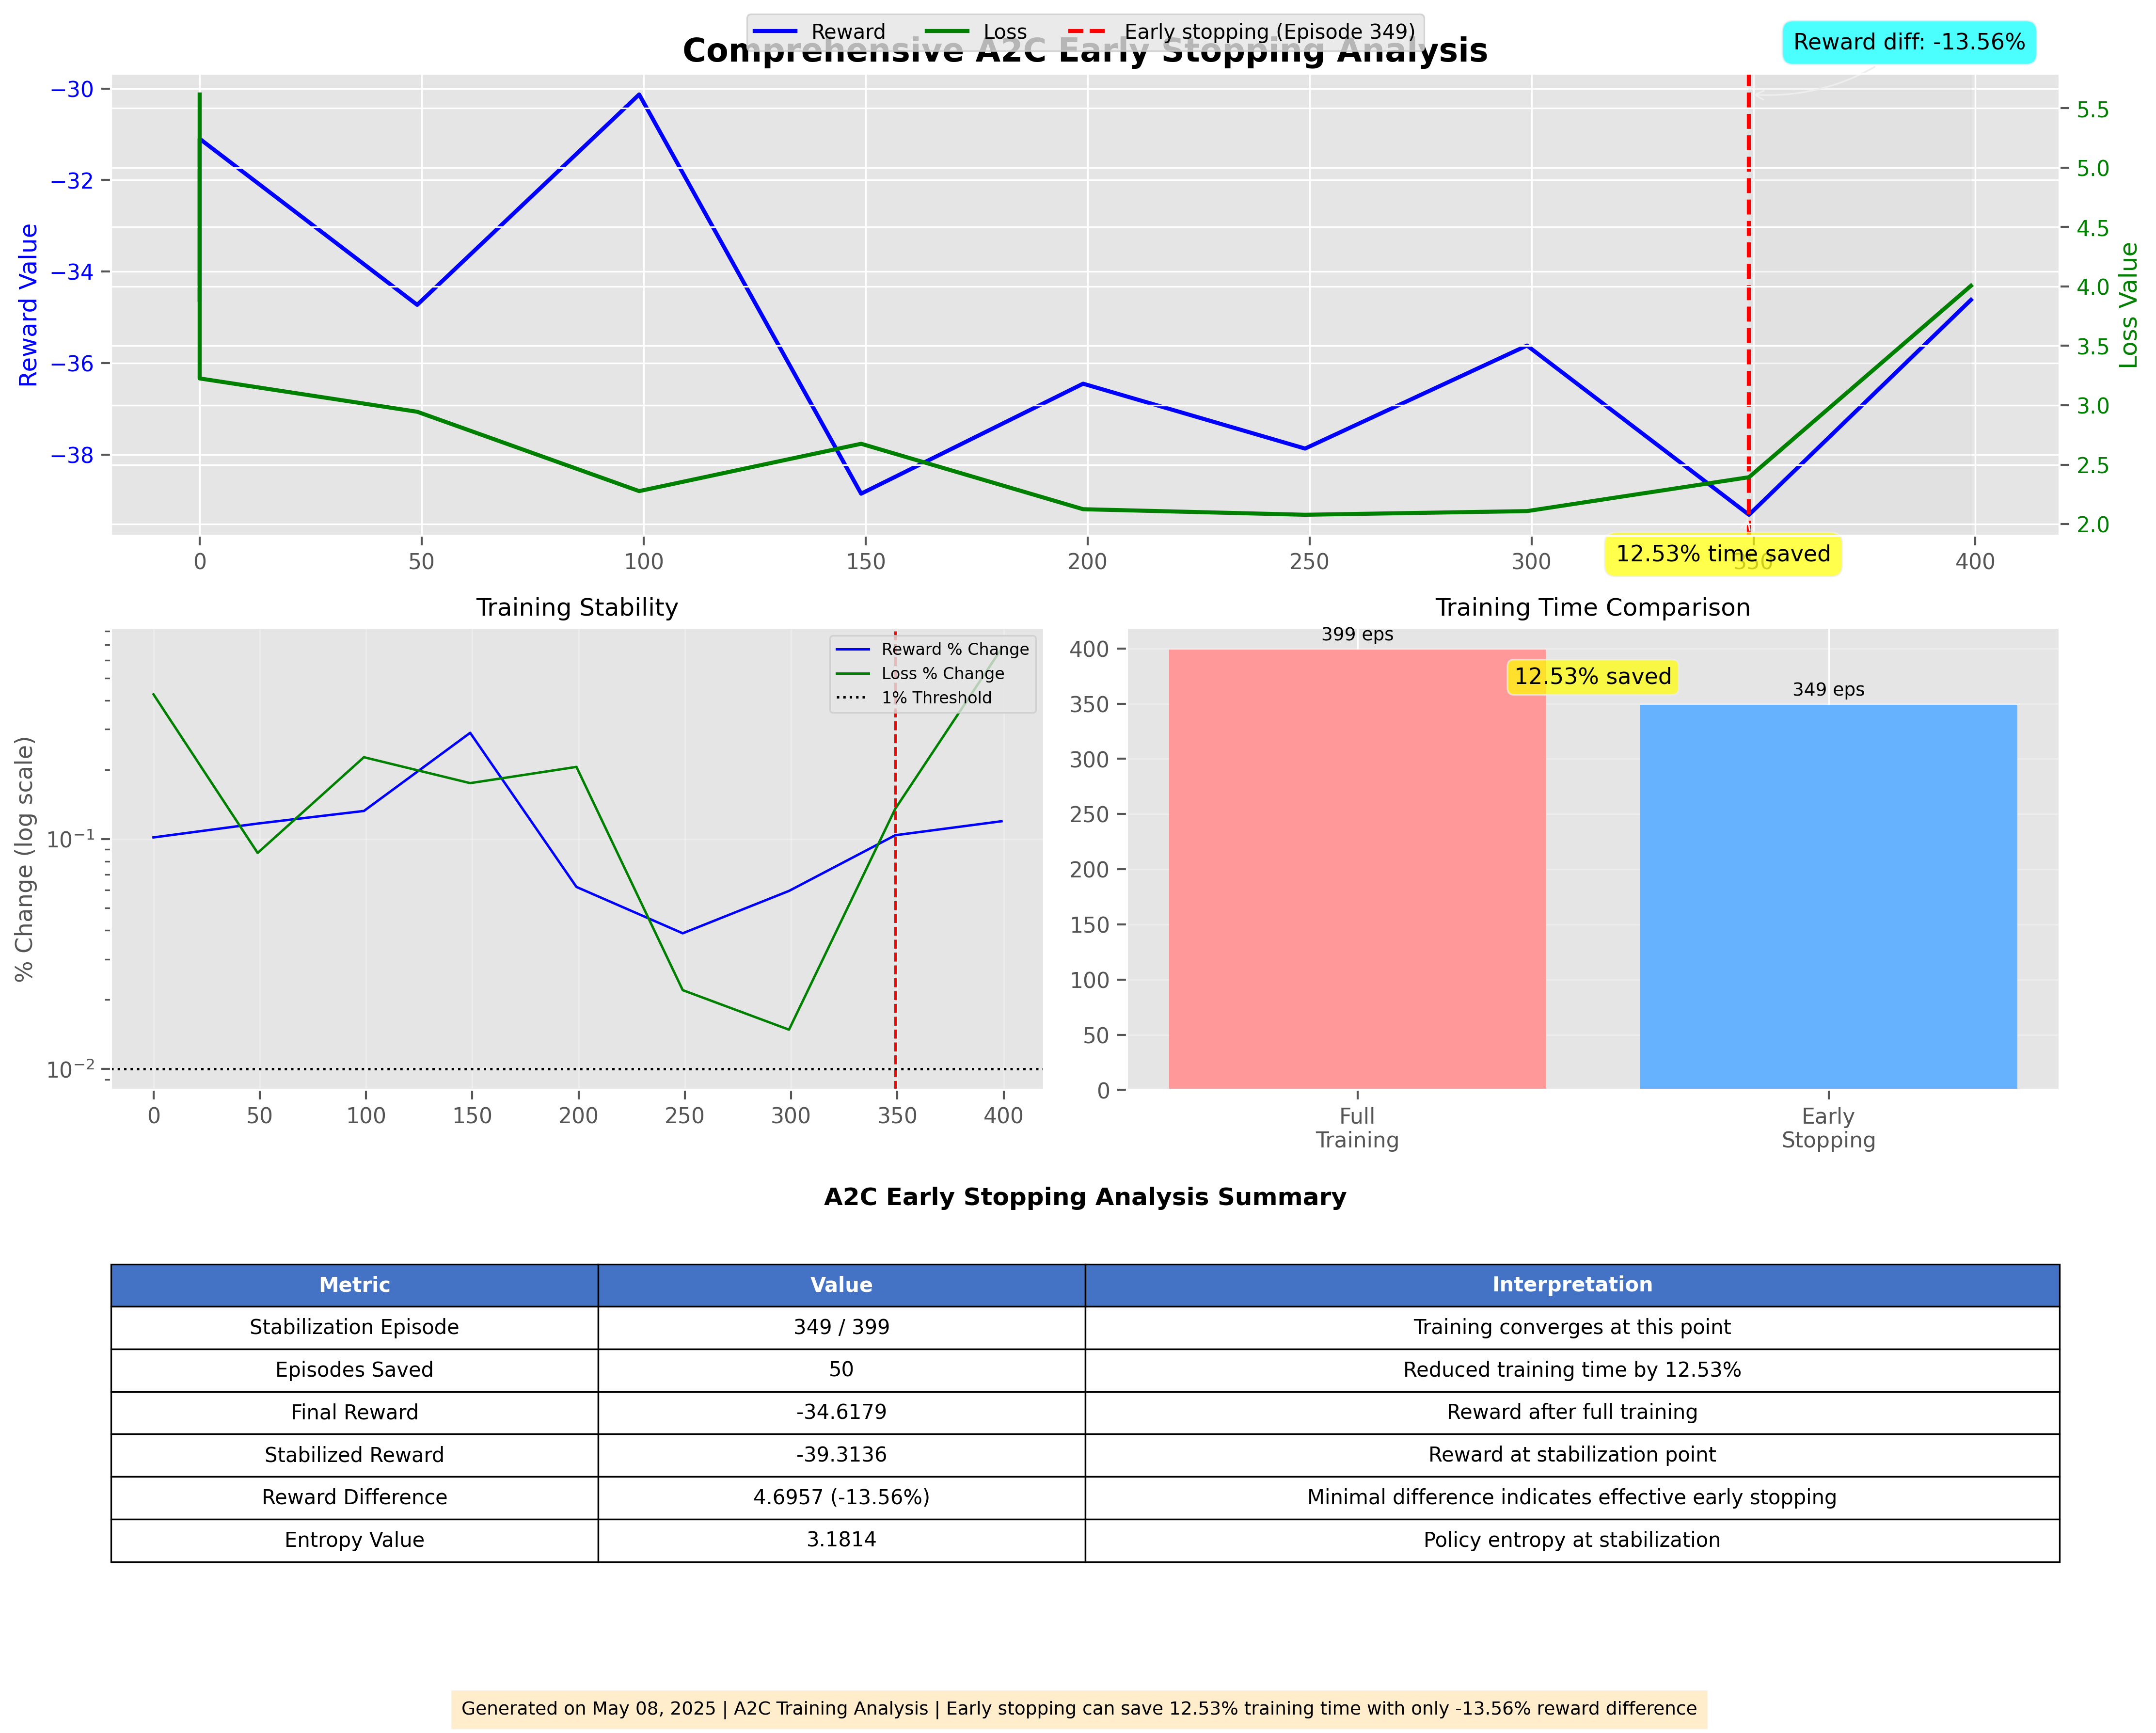 Reward Loss Early stopping (Episode 349)
Comprehensive A2C Early Stopping Analysis
Reward diff: -13.56%
Reward Value
−30
−32
−34
−36
−38
Loss Value
5.5
5.0
4.5
4.0
3.5
3.0
2.5
2.0
0 50 100 150 200 250 300 350 400
12.53% time saved
Training Stability
% Change (log scale)
10⁻¹
10⁻²
Reward % Change
Loss % Change
1% Threshold
0 50 100 150 200 250 300 350 400
Training Time Comparison
400
350
300
250
200
150
100
50
0
399 eps
12.53% saved
349 eps
Full
Training
Early
Stopping
A2C Early Stopping Analysis Summary
Metric Value Interpretation
Stabilization Episode 349 / 399 Training converges at this point
Episodes Saved 50 Reduced training time by 12.53%
Final Reward -34.6179 Reward after full training
Stabilized Reward -39.3136 Reward at stabilization point
Reward Difference 4.6957 (-13.56%) Minimal difference indicates effective early stopping
Entropy Value 3.1814 Policy entropy at stabilization
Generated on May 08, 2025 | A2C Training Analysis | Early stopping can save 12.53% training time with only -13.56% reward difference